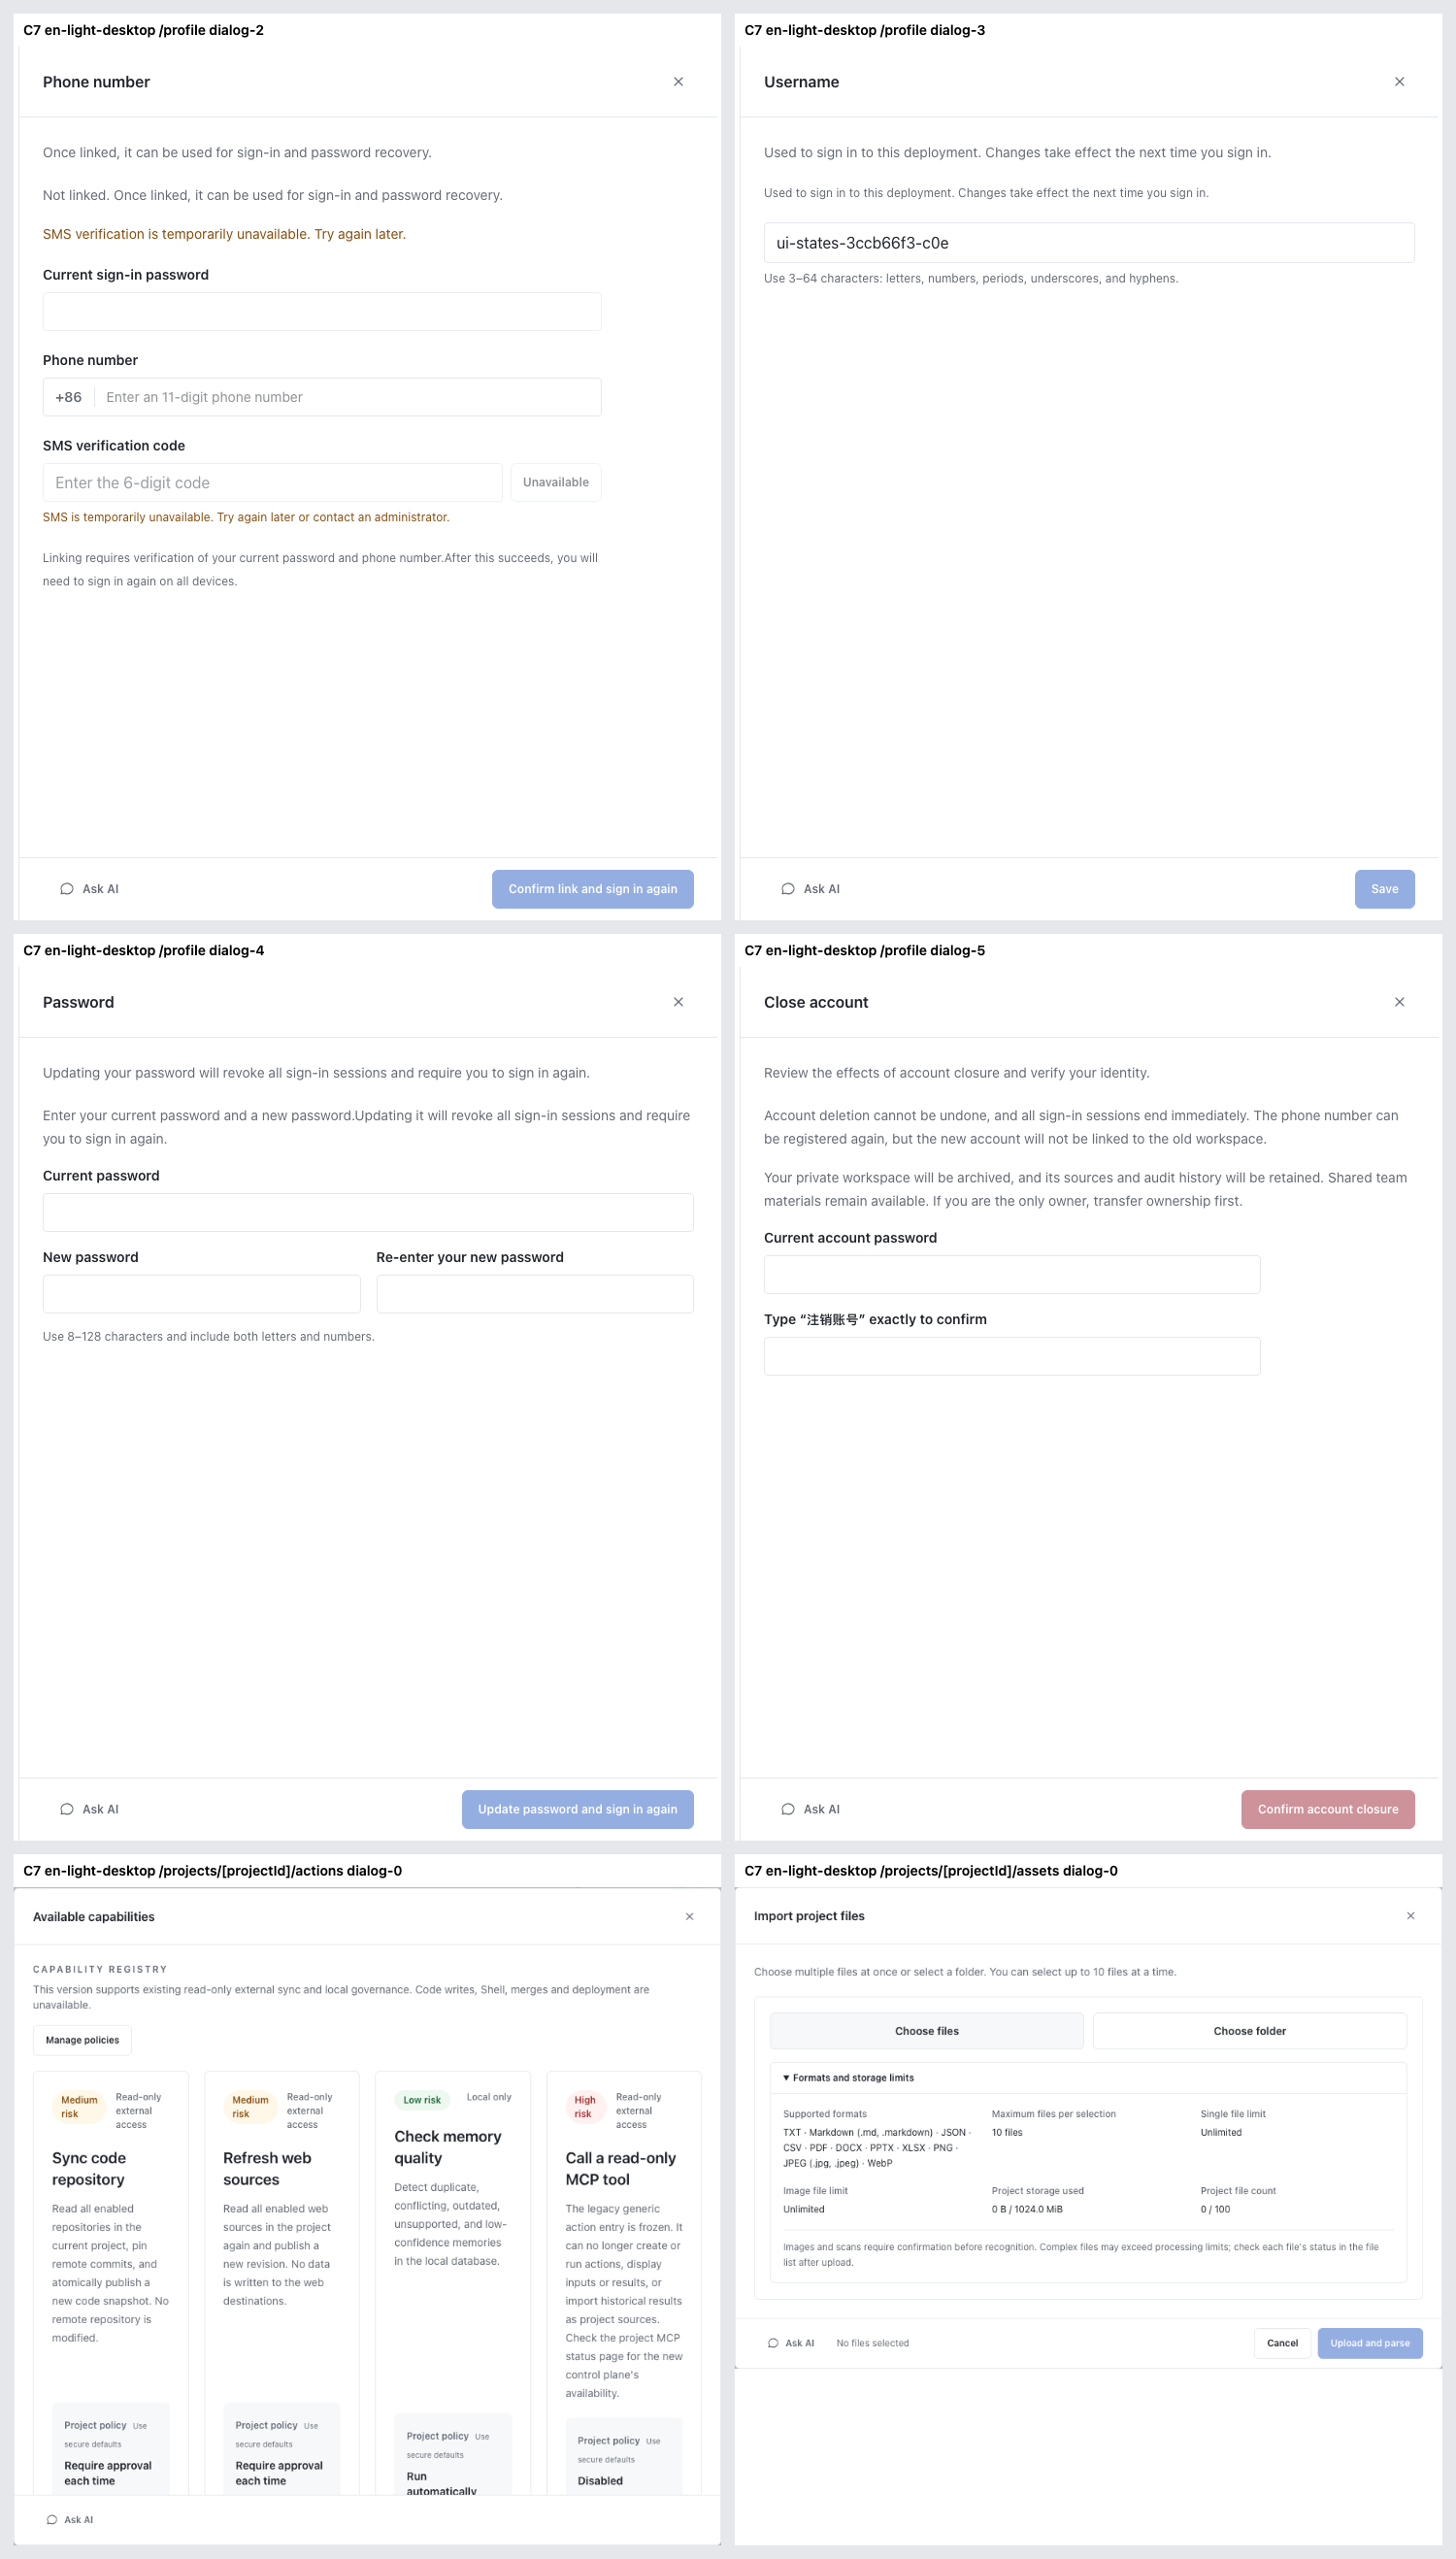 C7 en-light-desktop /profile dialog-2
Phone number
Once linked, it can be used for sign-in and password recovery.
Not linked. Once linked, it can be used for sign-in and password recovery.
SMS verification is temporarily unavailable. Try again later.
Current sign-in password
Phone number
+86 Enter an 11-digit phone number
SMS verification code
Enter the 6-digit code
Unavailable
SMS is temporarily unavailable. Try again later or contact an administrator.
Linking requires verification of your current password and phone number.After this succeeds, you will
need to sign in again on all devices.
Ask AI
Confirm link and sign in again
C7 en-light-desktop /profile dialog-3
Username
Used to sign in to this deployment. Changes take effect the next time you sign in.
Used to sign in to this deployment. Changes take effect the next time you sign in.
ui-states-3ccb66f3-c0e
Use 3–64 characters: letters, numbers, periods, underscores, and hyphens.
Ask AI
Save
C7 en-light-desktop /profile dialog-4
Password
Updating your password will revoke all sign-in sessions and require you to sign in again.
Enter your current password and a new password.Updating it will revoke all sign-in sessions and require
you to sign in again.
Current password
New password
Re-enter your new password
Use 8–128 characters and include both letters and numbers.
Ask AI
Update password and sign in again
C7 en-light-desktop /profile dialog-5
Close account
Review the effects of account closure and verify your identity.
Account deletion cannot be undone, and all sign-in sessions end immediately. The phone number can
be registered again, but the new account will not be linked to the old workspace.
Your private workspace will be archived, and its sources and audit history will be retained. Shared team
materials remain available. If you are the only owner, transfer ownership first.
Current account password
Type “注销账号” exactly to confirm
Ask AI
Confirm account closure
C7 en-light-desktop /projects/[projectId]/actions dialog-0
Available capabilities
CAPABILITY REGISTRY
This version supports existing read-only external sync and local governance. Code writes, Shell, merges and deployment are
unavailable.
Manage policies
Medium
risk
Read-only
external
access
Sync code
repository
Read all enabled
repositories in the
current project, pin
remote commits, and
atomically publish a
new code snapshot. No
remote repository is
modified.
Project policy Use
secure defaults
Require approval
each time
Medium
risk
Read-only
external
access
Refresh web
sources
Read all enabled web
sources in the project
again and publish a
new revision. No data
is written to the web
destinations.
Project policy Use
secure defaults
Require approval
each time
Low risk
Local only
Check memory
quality
Detect duplicate,
conflicting, outdated,
unsupported, and low-
confidence memories
in the local database.
Project policy Use
secure defaults
Run
automatically
High
risk
Read-only
external
access
Call a read-only
MCP tool
The legacy generic
action entry is frozen. It
can no longer create or
run actions, display
inputs or results, or
import historical results
as project sources.
Check the project MCP
status page for the new
control plane's
availability.
Project policy Use
secure defaults
Disabled
Ask AI
C7 en-light-desktop /projects/[projectId]/assets dialog-0
Import project files
Choose multiple files at once or select a folder. You can select up to 10 files at a time.
Choose files
Choose folder
▼ Formats and storage limits
Supported formats
TXT · Markdown (.md, .markdown) · JSON ·
CSV · PDF · DOCX · PPTX · XLSX · PNG ·
JPEG (.jpg, .jpeg) · WebP
Maximum files per selection
10 files
Single file limit
Unlimited
Image file limit
Unlimited
Project storage used
0 B / 1024.0 MiB
Project file count
0 / 100
Images and scans require confirmation before recognition. Complex files may exceed processing limits; check each file's status in the file
list after upload.
Ask AI
No files selected
Cancel
Upload and parse